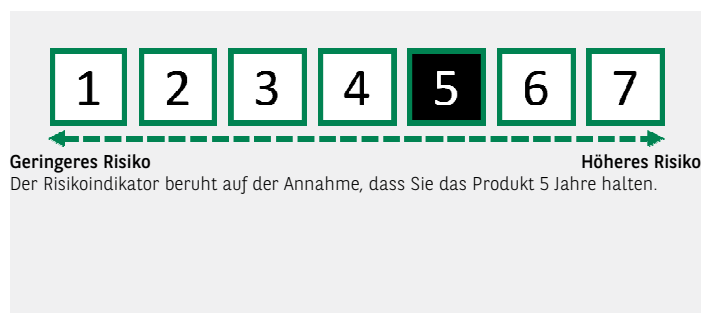 1 2 3 4 5 6 7
Geringeres Risiko Höheres Risiko
Der Risikoindikator beruht auf der Annahme, dass Sie das Produkt 5 Jahre halten.